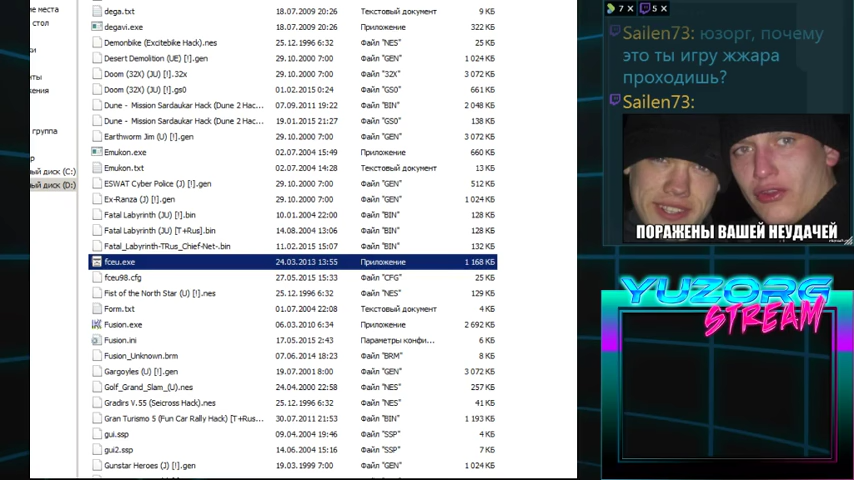 ие места
dega.txt 18.07.2009 20:26 Текстовый документ 9 КБ
стол
degavi.exe 18.07.2009 20:26 Приложение 322 КБ
Demonbike (Excitebike Hack).nes 25.12.1996 6:32 Файл "NES" 25 КБ
Desert Demolition (UE) [!].gen 29.10.2000 7:00 Файл "GEN" 1 024 КБ
Doom (32X) (JU) [!].32x 29.10.2000 7:00 Файл "32X" 3 072 КБ
Doom (32X) (JU) [!].gs0 01.02.2015 0:24 Файл "GS0" 661 КБ
Dune - Mission Sardaukar Hack (Dune 2 Hac... 07.09.2011 19:22 Файл "BIN" 2 048 КБ
Dune - Mission Sardaukar Hack (Dune 2 Hac... 19.01.2015 21:27 Файл "GS0" 138 КБ
группа
Earthworm Jim (U) [!].gen 29.10.2000 7:00 Файл "GEN" 3 072 КБ
Emukon.exe 02.07.2004 15:49 Приложение 660 КБ
ый диск (C:)
Emukon.txt 02.07.2004 14:28 Текстовый документ 13 КБ
ый диск (D:)
ESWAT Cyber Police (J) [!].gen 29.10.2000 7:00 Файл "GEN" 512 КБ
Ex-Ranza (J) [!].gen 29.10.2000 7:00 Файл "GEN" 1 024 КБ
Fatal Labyrinth (JU) [!].bin 10.01.2004 22:00 Файл "BIN" 128 КБ
Fatal Labyrinth (JU) [T+Rus].bin 14.08.2004 13:06 Файл "BIN" 128 КБ
Fatal_Labyrinth-TRus_Chief-Net-.bin 11.02.2015 15:07 Файл "BIN" 132 КБ
fceu.exe 24.03.2013 13:55 Приложение 1 168 КБ
fceu98.cfg 27.05.2015 15:33 Файл "CFG" 25 КБ
Fist of the North Star (U) [!].nes 25.12.1996 6:32 Файл "NES" 129 КБ
Form.txt 01.07.2004 22:08 Текстовый документ 4 КБ
Fusion.exe 06.03.2010 6:34 Приложение 2 692 КБ
Fusion.ini 17.05.2015 2:43 Параметры конфи... 6 КБ
Fusion_Unknown.brm 07.06.2014 18:23 Файл "BRM" 8 КБ
Gargoyles (U) [!].gen 19.07.2001 8:00 Файл "GEN" 3 072 КБ
Golf_Grand_Slam_(U).nes 24.04.2000 22:58 Файл "NES" 257 КБ
Gradirs V.55 (Seicross Hack).nes 25.12.1996 6:32 Файл "NES" 41 КБ
Gran Turismo 5 (Fun Car Rally Hack) [T+Rus... 30.07.2011 21:53 Файл "BIN" 1 193 КБ
gui.ssp 09.04.2004 19:46 Файл "SSP" 4 КБ
gui2.ssp 14.06.2004 15:16 Файл "SSP" 7 КБ
Gunstar Heroes (J) [!].gen 19.03.1999 7:00 Файл "GEN" 1 024 КБ
7 × 5 ×
Sailen73: юзорг, почему
это ты игру жжара
проходишь?
Sailen73:
ПОРАЖЕНЫ ВАШЕЙ НЕУДАЧЕЙ
YUZORG
STREAM